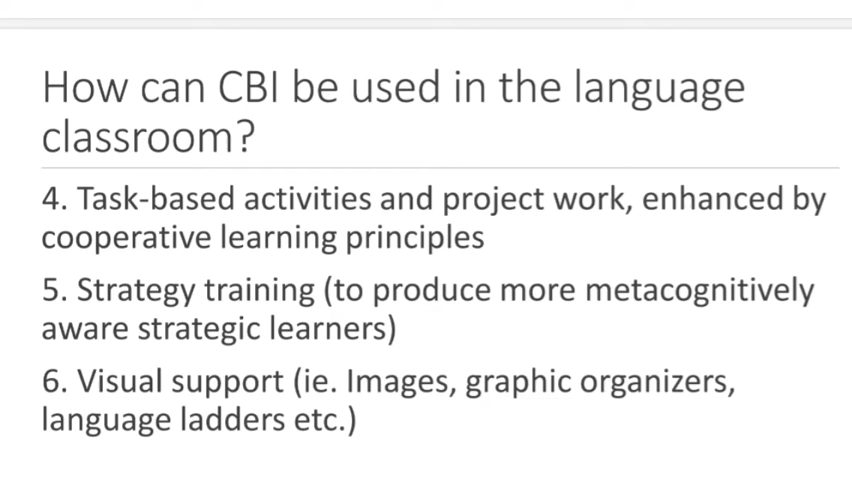 How can CBI be used in the language
classroom?
4. Task-based activities and project work, enhanced by
cooperative learning principles
5. Strategy training (to produce more metacognitively
aware strategic learners)
6. Visual support (ie. Images, graphic organizers,
language ladders etc.)